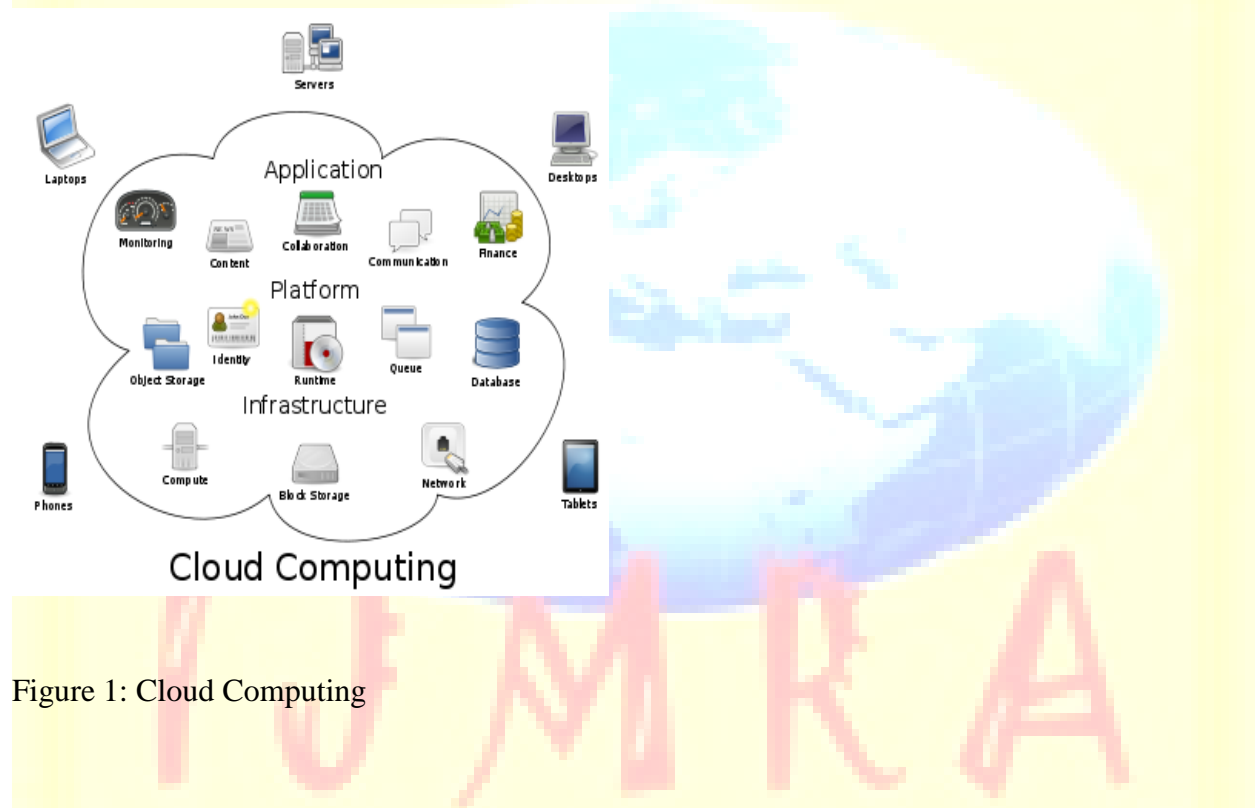 Servers
Laptops
Desktops
Application
Monitoring
Content
Collaboration
Communication
Finance
Platform
Object Storage
Identity
Runtime
Queue
Database
Infrastructure
Compute
Block Storage
Network
Phones
Tablets
Cloud Computing
IJMRA
Figure 1: Cloud Computing